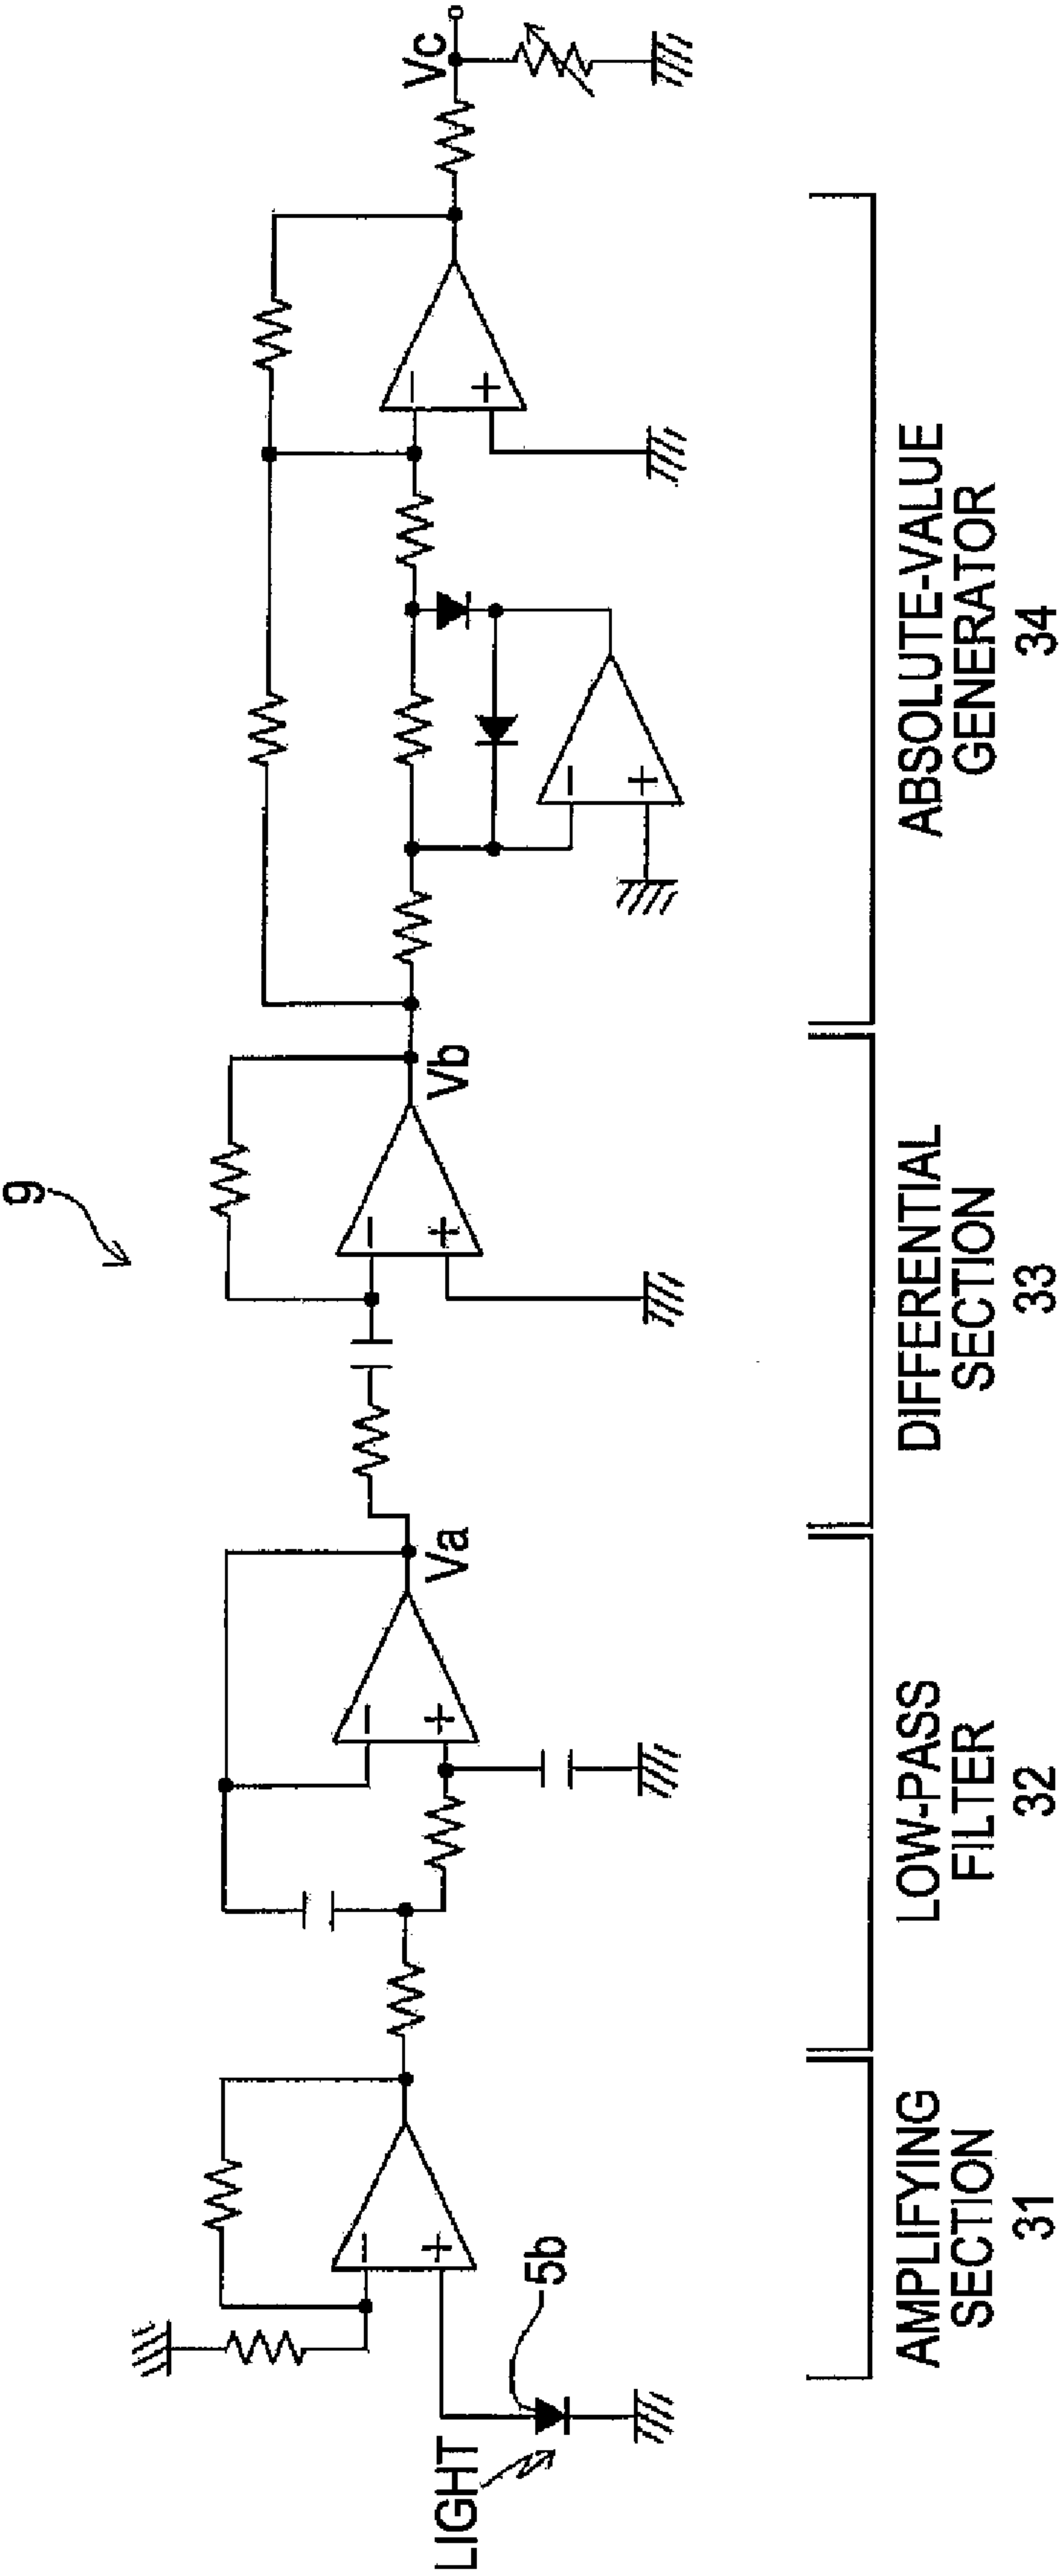 9
LIGHT
5b
Va
Vb
Vc
−
+
−
+
−
+
−
+
−
+
AMPLIFYING
SECTION
31
LOW-PASS
FILTER
32
DIFFERENTIAL
SECTION
33
ABSOLUTE-VALUE
GENERATOR
34